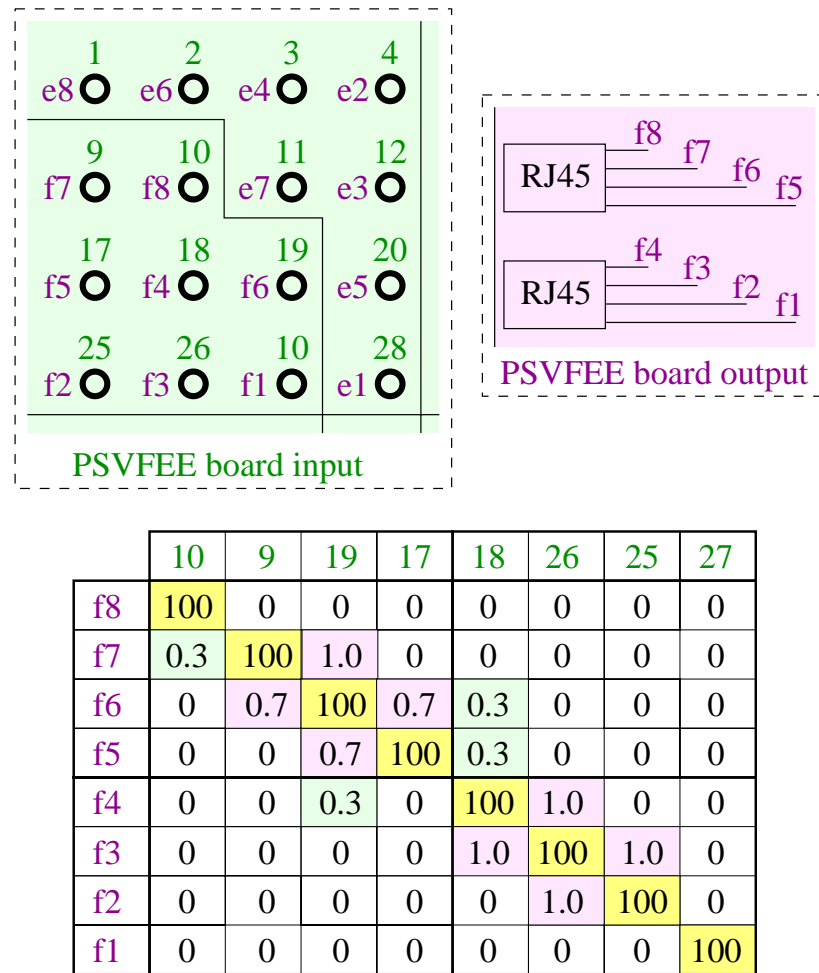 1 2 3 4
e8 e6 e4 e2
9 10 11 12
f7 f8 e7 e3
17 18 19 20
f5 f4 f6 e5
25 26 10 28
f2 f3 f1 e1
PSVFEE board input
f8
f7
RJ45 f6
f5
f4
f3
RJ45 f2
f1
PSVFEE board output
10 9 19 17 18 26 25 27
f8 100 0 0 0 0 0 0 0
f7 0.3 100 1.0 0 0 0 0 0
f6 0 0.7 100 0.7 0.3 0 0 0
f5 0 0 0.7 100 0.3 0 0 0
f4 0 0 0.3 0 100 1.0 0 0
f3 0 0 0 0 1.0 100 1.0 0
f2 0 0 0 0 0 1.0 100 0
f1 0 0 0 0 0 0 0 100